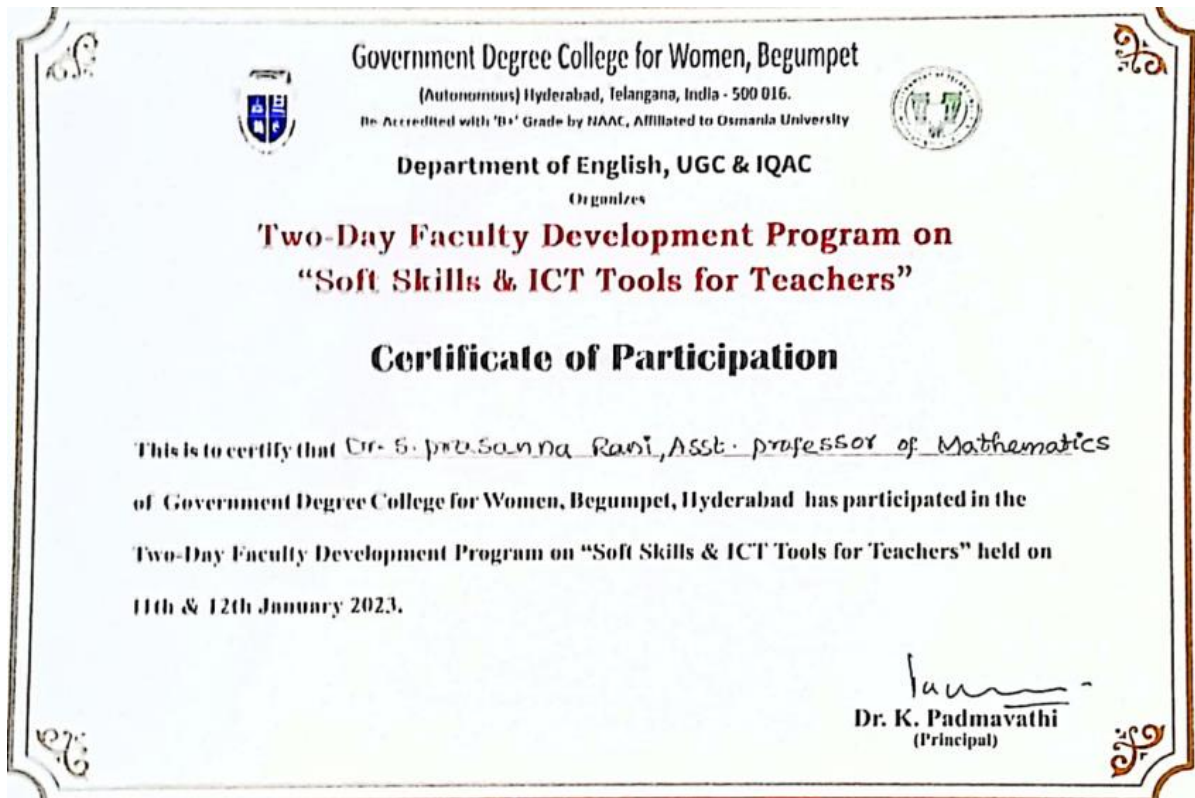 Government Degree College for Women, Begumpet
(Autonomous) Hyderabad, Telangana, India - 500 016.
Re Accredited with 'B+' Grade by NAAC, Affiliated to Osmania University
Department of English, UGC & IQAC
Organizes
Two-Day Faculty Development Program on
“Soft Skills & ICT Tools for Teachers”
Certificate of Participation
This is to certify that Dr. S. prasanna Rani, Asst. professor of Mathematics
of Government Degree College for Women, Begumpet, Hyderabad has participated in the
Two-Day Faculty Development Program on “Soft Skills & ICT Tools for Teachers” held on
11th & 12th January 2023.
Dr. K. Padmavathi
(Principal)